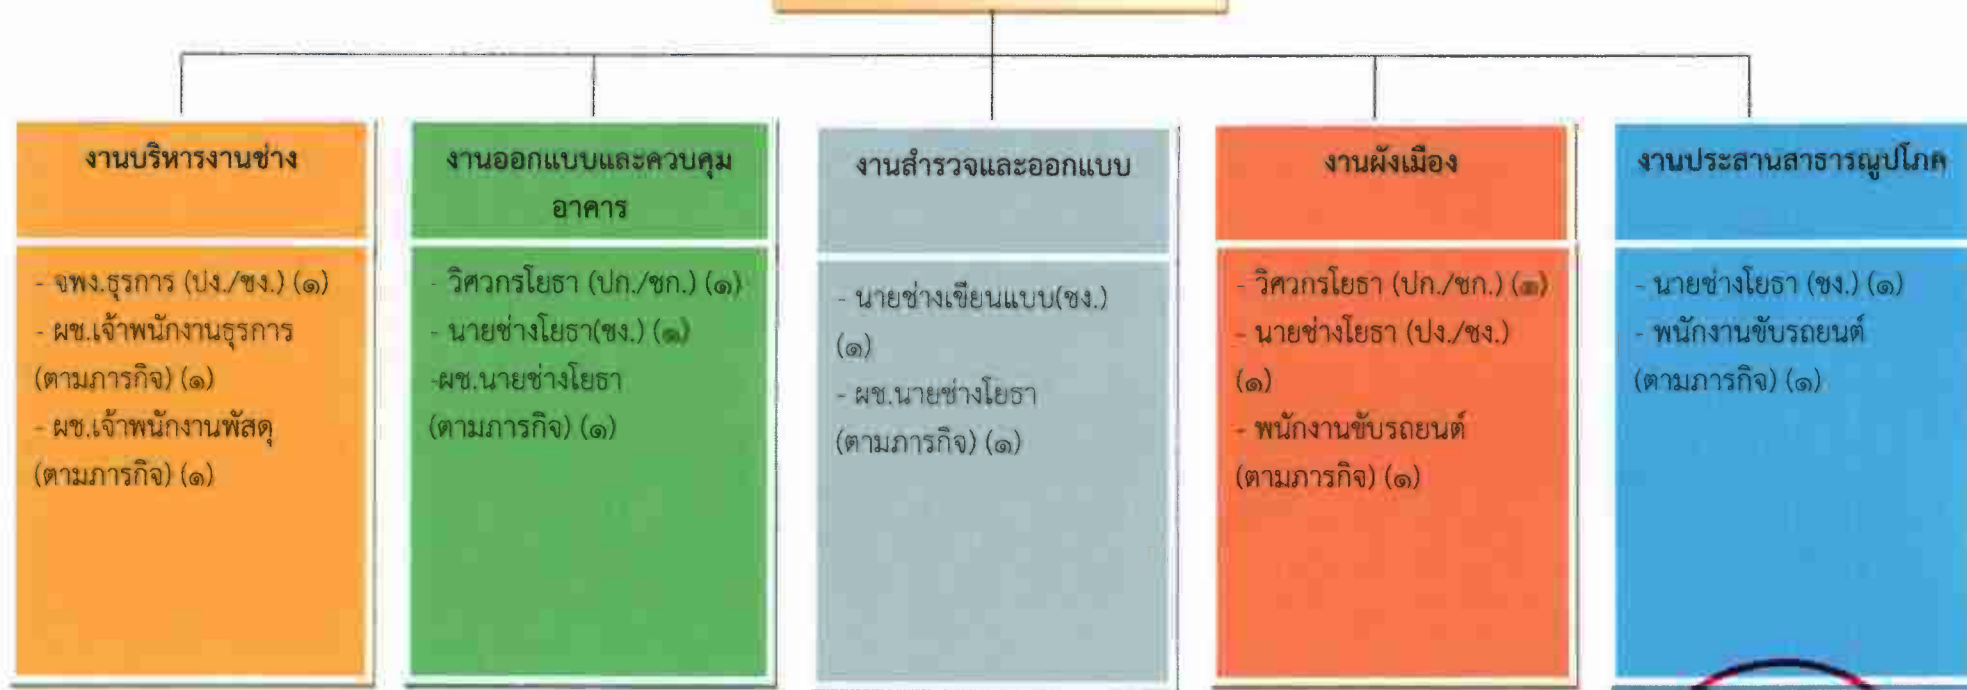 งานบริหารงานช่าง
- จพง.ธุรการ (ปง./ชง.) (๑)
- ผช.เจ้าพนักงานธุรการ
(ตามภารกิจ) (๑)
- ผช.เจ้าพนักงานพัสดุ
(ตามภารกิจ) (๑)
งานออกแบบและควบคุม
อาคาร
- วิศวกรโยธา (ปก./ชก.) (๑)
- นายช่างโยธา(ชง.) (๑)
-ผช.นายช่างโยธา
(ตามภารกิจ) (๑)
งานสำรวจและออกแบบ
- นายช่างเขียนแบบ(ชง.)
(๑)
- ผช.นายช่างโยธา
(ตามภารกิจ) (๑)
งานผังเมือง
- วิศวกรโยธา (ปก./ชก.) (๑)
- นายช่างโยธา (ปง./ชง.)
(๑)
- พนักงานขับรถยนต์
(ตามภารกิจ) (๑)
งานประสานสาธารณูปโภค
- นายช่างโยธา (ชง.) (๑)
- พนักงานขับรถยนต์
(ตามภารกิจ) (๑)